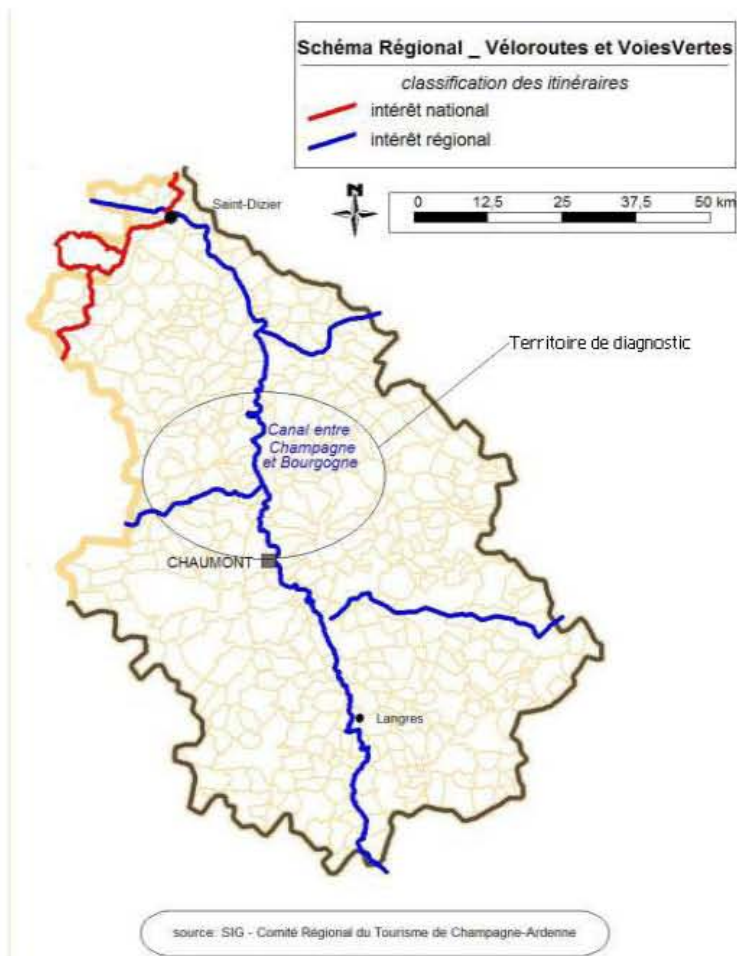 Schéma Régional _ Véloroutes et VoiesVertes
classification des itinéraires
intérêt national
intérêt régional
N
0 12,5 25 37,5 50 km
Saint-Dizier
Territoire de diagnostic
Canal entre
Champagne
et Bourgogne
CHAUMONT
Langres
source: SIG - Comité Régional du Tourisme de Champagne-Ardenne